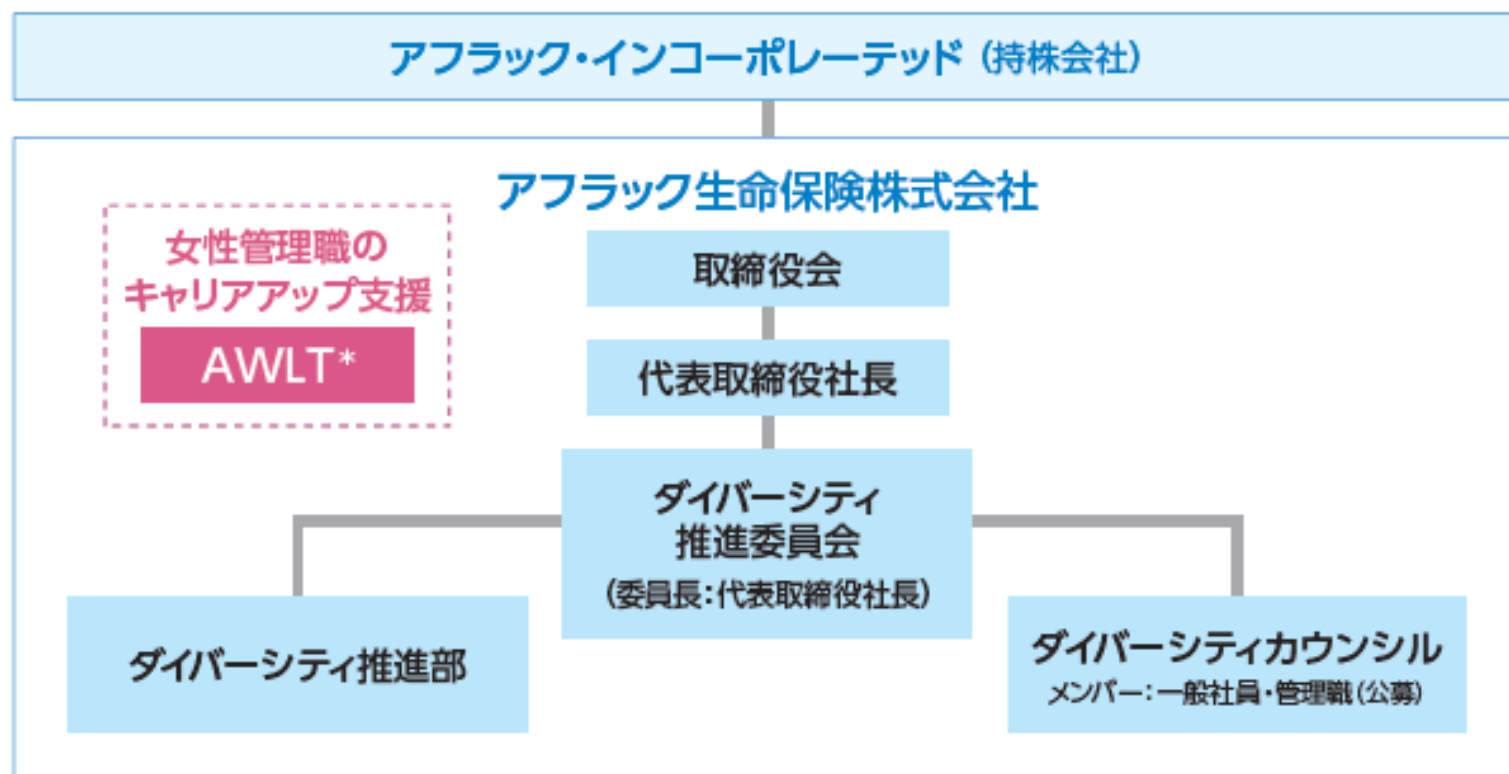 アフラック・インコーポレーテッド（持株会社）
アフラック生命保険株式会社
女性管理職の
キャリアアップ支援
AWLT*
取締役会
代表取締役社長
ダイバーシティ
推進委員会
（委員長：代表取締役社長）
ダイバーシティ推進部
ダイバーシティカウンシル
メンバー：一般社員・管理職（公募）